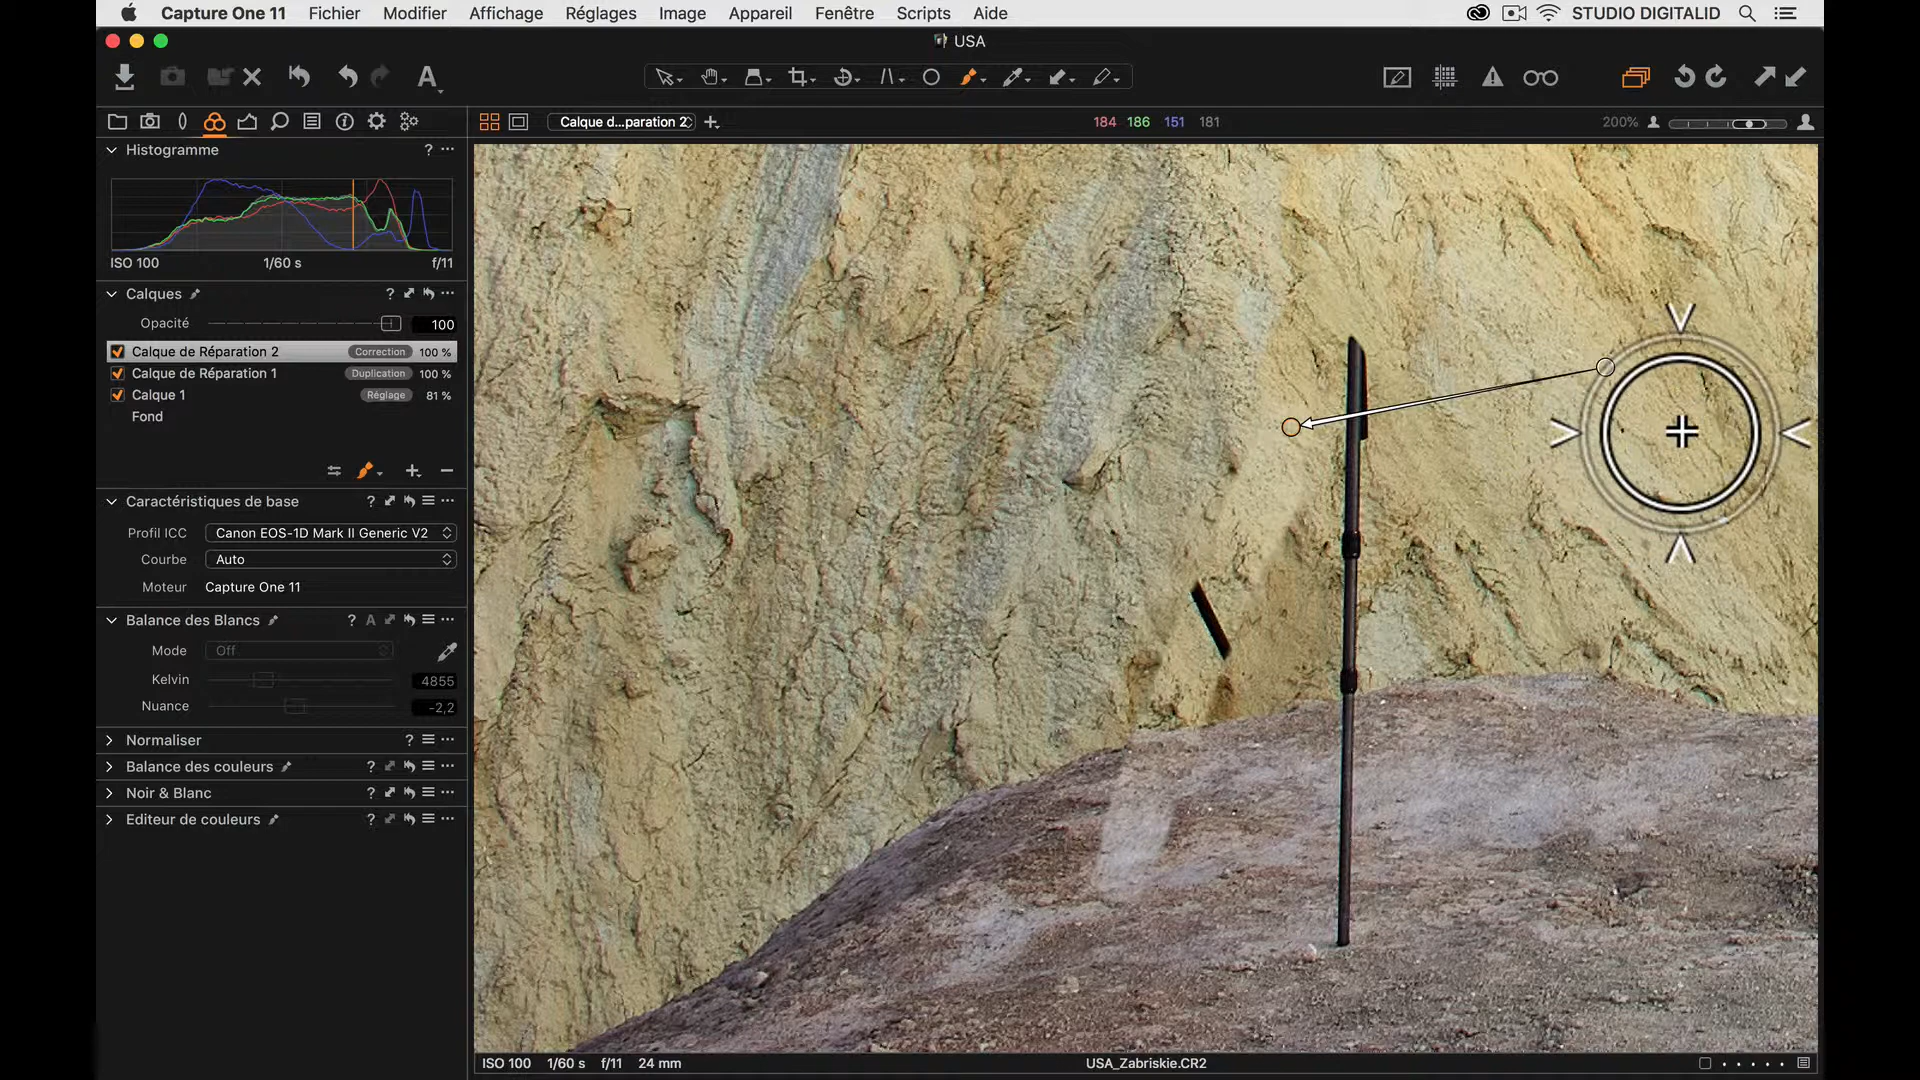 Capture One 11 Fichier Modifier Affichage Réglages Image Appareil Fenêtre Scripts Aide STUDIO DIGITALID
USA
A
Calque d...paration 2
184 186 151 181
200%
Histogramme ?
ISO 100 1/60 s f/11
Calques ?
Opacité 100
Calque de Réparation 2 Correction 100 %
Calque de Réparation 1 Duplication 100 %
Calque 1 Réglage 81 %
Fond
Caractéristiques de base ?
Profil ICC Canon EOS-1D Mark II Generic V2
Courbe Auto
Moteur Capture One 11
Balance des Blancs ? A
Mode Off
Kelvin 4855
Nuance -2,2
Normaliser ?
Balance des couleurs ?
Noir & Blanc ?
Editeur de couleurs ?
ISO 100 1/60 s f/11 24 mm
USA_Zabriskie.CR2